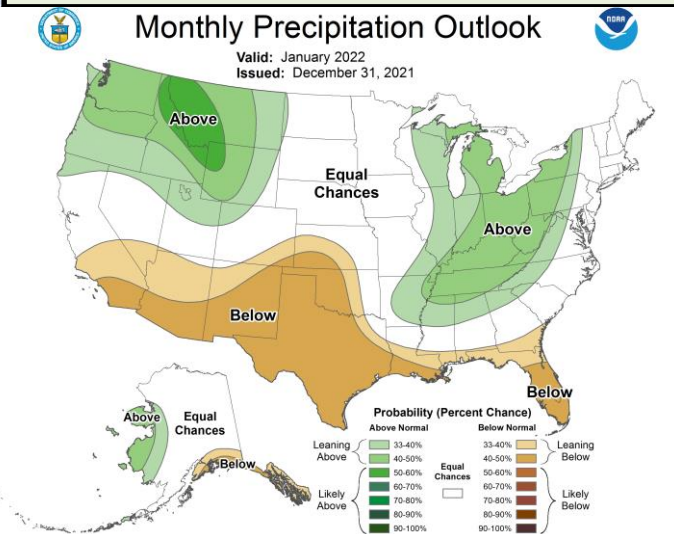 Monthly Precipitation Outlook
NOAA
Valid: January 2022
Issued: December 31, 2021
Above
Equal
Chances
Above
Below
Below
Above
Equal
Chances
Below
Probability (Percent Chance)
Above Normal
Below Normal
Leaning
Above
33-40%
40-50%
50-60%
60-70%
70-80%
80-90%
90-100%
Likely
Above
Equal
Chances
33-40%
40-50%
50-60%
60-70%
70-80%
80-90%
90-100%
Leaning
Below
Likely
Below